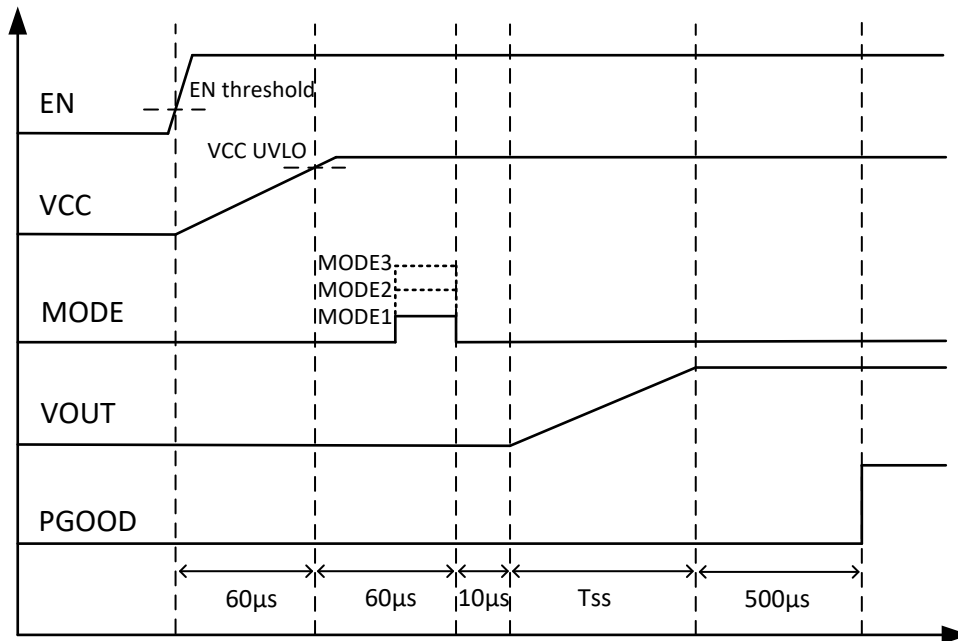 EN threshold
EN
VCC UVLO
VCC
MODE3
MODE2
MODE1
MODE
VOUT
PGOOD
60µs 60µs 10µs Tss 500µs